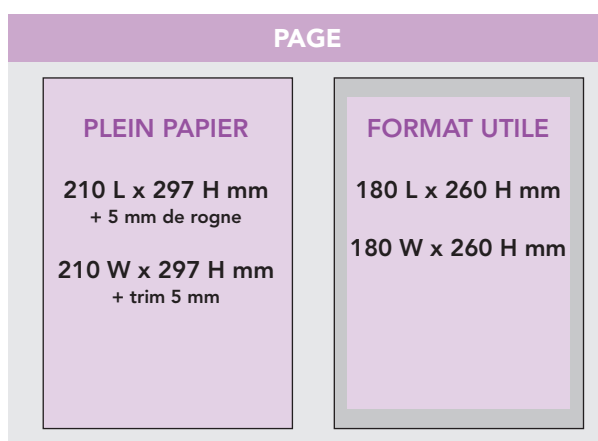 PAGE
PLEIN PAPIER
210 L x 297 H mm
+ 5 mm de rogne
210 W x 297 H mm
+ trim 5 mm
FORMAT UTILE
180 L x 260 H mm
180 W x 260 H mm